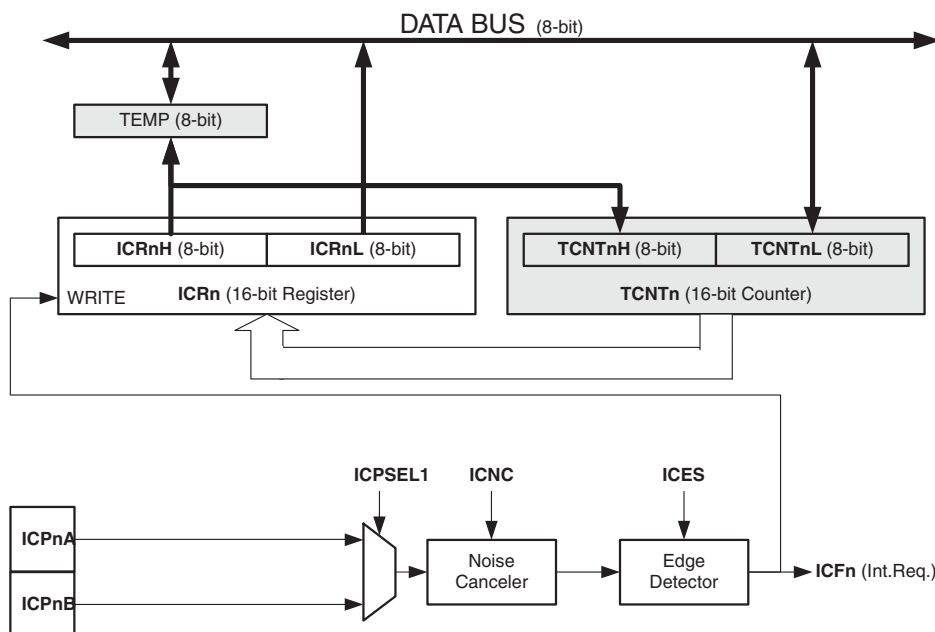 DATA BUS (8-bit)
TEMP (8-bit)
ICRnH (8-bit)
ICRnL (8-bit)
TCNTnH (8-bit)
TCNTnL (8-bit)
WRITE
ICRn (16-bit Register)
TCNTn (16-bit Counter)
ICPSEL1
ICNC
ICES
ICPnA
ICPnB
Noise
Canceler
Edge
Detector
ICFn (Int.Req.)